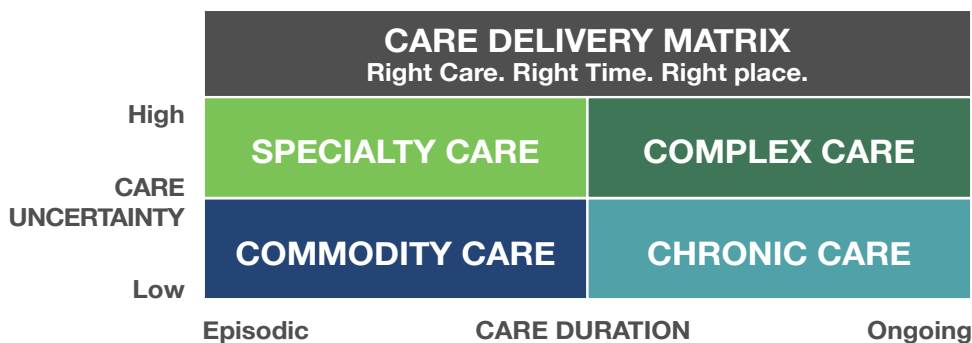 CARE DELIVERY MATRIX
Right Care. Right Time. Right place.
High
SPECIALTY CARE
COMPLEX CARE
CARE
UNCERTAINTY
COMMODITY CARE
CHRONIC CARE
Low
Episodic
CARE DURATION
Ongoing